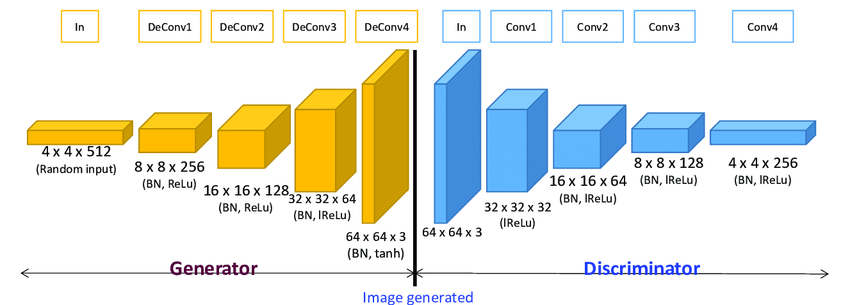 In
DeConv1
DeConv2
DeConv3
DeConv4
In
Conv1
Conv2
Conv3
Conv4
4 x 4 x 512
(Random input)
8 x 8 x 256
(BN, ReLu)
16 x 16 x 128
(BN, ReLu)
32 x 32 x 64
(BN, lReLu)
64 x 64 x 3
(BN, tanh)
64 x 64 x 3
32 x 32 x 32
(lReLu)
16 x 16 x 64
(BN, lReLu)
8 x 8 x 128
(BN, lReLu)
4 x 4 x 256
(BN, lReLu)
Generator
Discriminator
Image generated